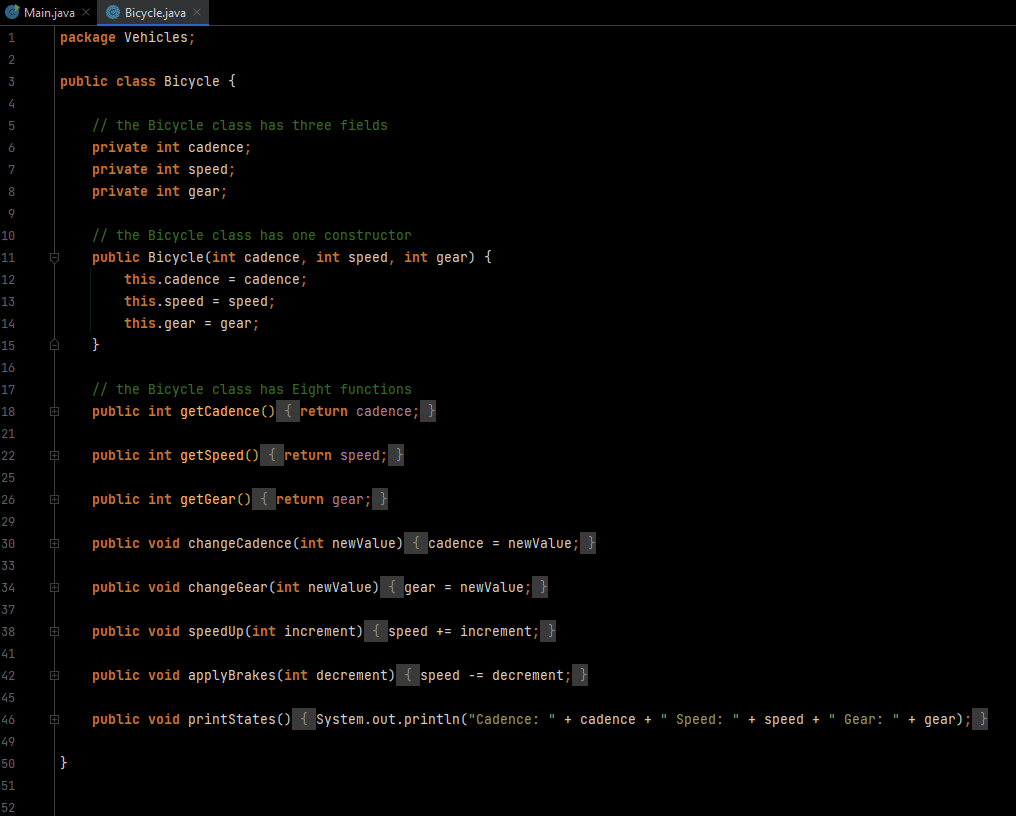 Main.java Bicycle.java
1 package Vehicles;
2
3 public class Bicycle {
4
5 // the Bicycle class has three fields
6 private int cadence;
7 private int speed;
8 private int gear;
9
10 // the Bicycle class has one constructor
11 public Bicycle(int cadence, int speed, int gear) {
12 this.cadence = cadence;
13 this.speed = speed;
14 this.gear = gear;
15 }
16
17 // the Bicycle class has Eight functions
18 public int getCadence() { return cadence; }
21
22 public int getSpeed() { return speed; }
25
26 public int getGear() { return gear; }
29
30 public void changeCadence(int newValue) { cadence = newValue; }
33
34 public void changeGear(int newValue) { gear = newValue; }
37
38 public void speedUp(int increment) { speed += increment; }
41
42 public void applyBrakes(int decrement) { speed -= decrement; }
45
46 public void printStates() { System.out.println("Cadence: " + cadence + " Speed: " + speed + " Gear: " + gear); }
49
50 }
51
52